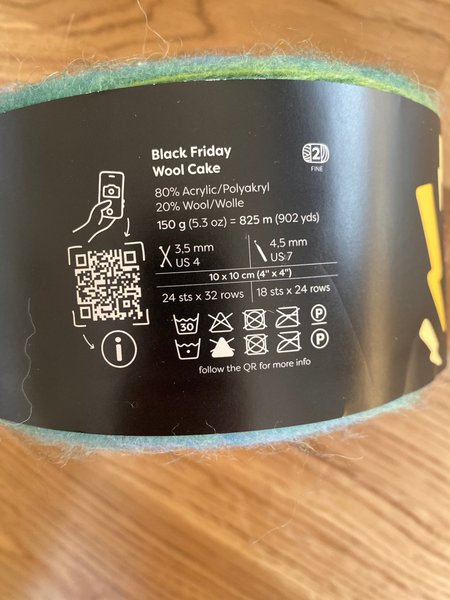 Black Friday
Wool Cake
2
FINE
80% Acrylic/Polyakryl
20% Wool/Wolle
150 g (5.3 oz) = 825 m (902 yds)
3,5 mm
US 4
4,5 mm
US 7
10 x 10 cm (4" x 4")
24 sts x 32 rows
18 sts x 24 rows
30
P
P
i
follow the QR for more info